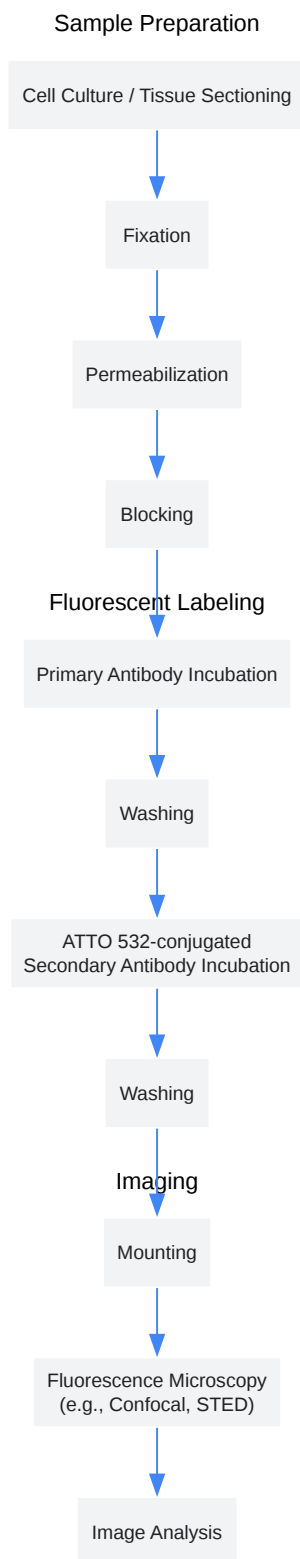 Sample Preparation
Cell Culture / Tissue Sectioning
Fixation
Permeabilization
Blocking
Fluorescent Labeling
Primary Antibody Incubation
Washing
ATTO 532-conjugated
Secondary Antibody Incubation
Washing
Imaging
Mounting
Fluorescence Microscopy
(e.g., Confocal, STED)
Image Analysis